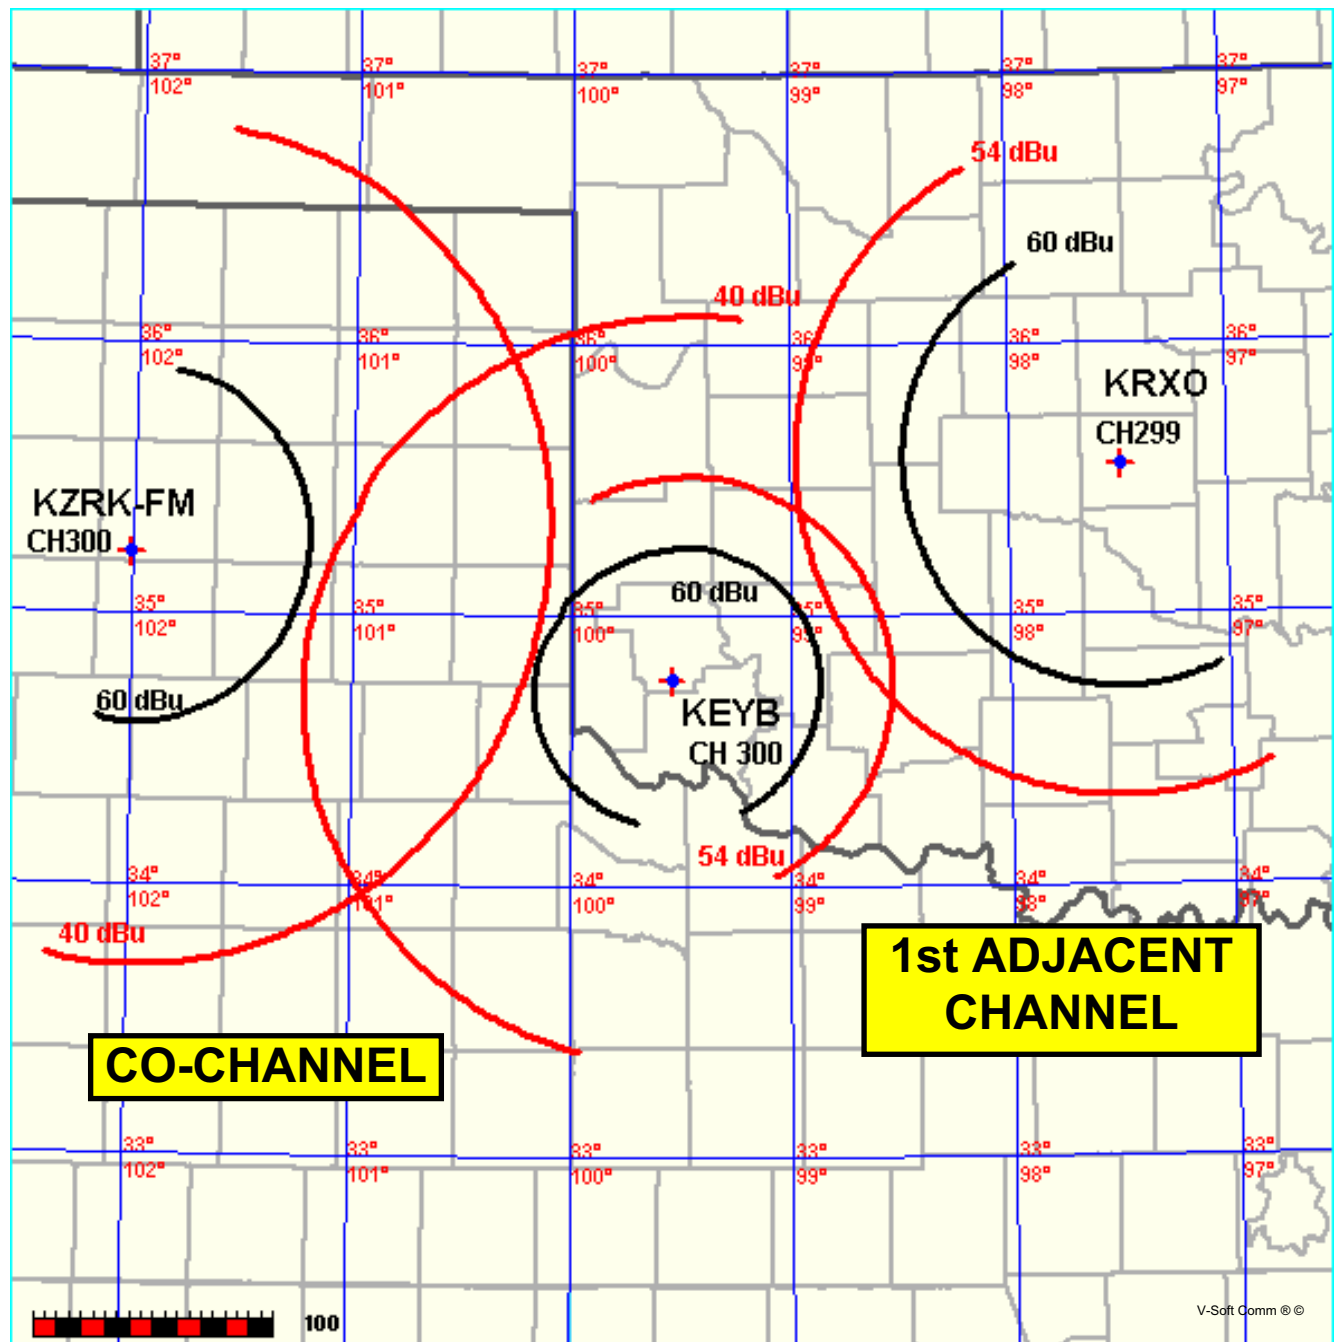 37° 37° 37° 37° 37° 37°
102° 101° 100° 99° 98° 97°
54 dBu
60 dBu
40 dBu
36° 36° 36° 36° 36°
102° 101° 100° 98° 97°
KRXO
CH299
KZRK-FM
CH300
60 dBu
35° 35° 35° 35° 35° 35°
102° 101° 100° 99° 98° 97°
60 dBu
KEYB
CH 300
54 dBu
34° 34° 34° 34° 34° 34°
102° 101° 100° 99° 98° 97°
40 dBu
1st ADJACENT
CHANNEL
CO-CHANNEL
33° 33° 33° 33° 33° 33°
102° 101° 100° 99° 98° 97°
V-Soft Comm ® ©
100